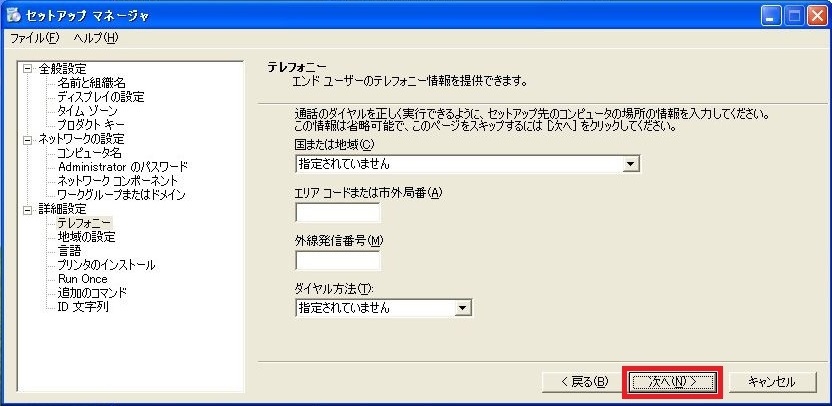 セットアップ マネージャ
ファイル(F) ヘルプ(H)
全般設定
名前と組織名
ディスプレイの設定
タイム ゾーン
プロダクト キー
ネットワークの設定
コンピュータ名
Administrator のパスワード
ネットワーク コンポーネント
ワークグループまたはドメイン
詳細設定
テレフォニー
地域の設定
言語
プリンタのインストール
Run Once
追加のコマンド
ID 文字列
テレフォニー
エンド ユーザーのテレフォニー情報を提供できます。
通話のダイヤルを正しく実行できるように、セットアップ先のコンピュータの場所の情報を入力してください。
この情報は省略可能で、このページをスキップするには [次へ] をクリックしてください。
国または地域(C)
指定されていません
エリア コードまたは市外局番(A)
外線発信番号(M)
ダイヤル方法(T):
指定されていません
< 戻る(B) 次へ(N) > キャンセル